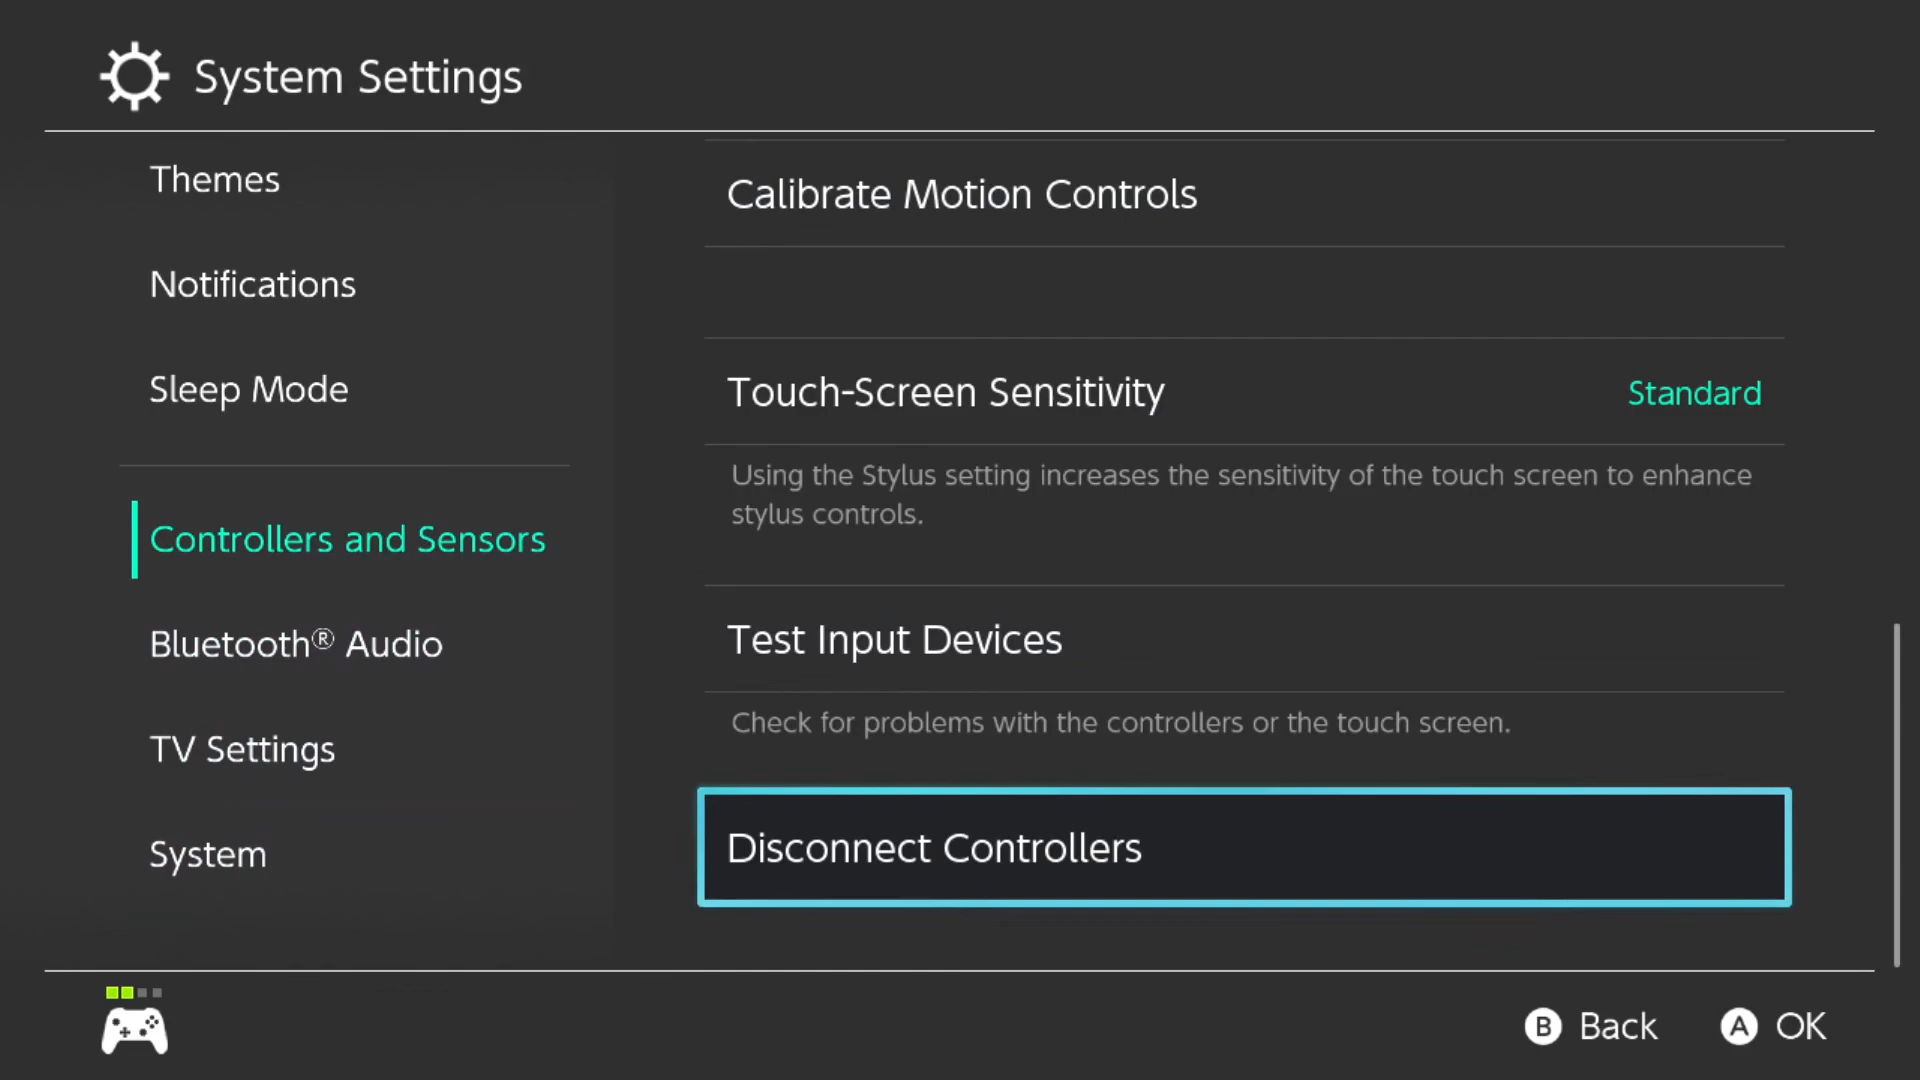 System Settings
Themes
Notifications
Sleep Mode
Controllers and Sensors
Bluetooth® Audio
TV Settings
System
Calibrate Motion Controls
Touch-Screen Sensitivity Standard
Using the Stylus setting increases the sensitivity of the touch screen to enhance
stylus controls.
Test Input Devices
Check for problems with the controllers or the touch screen.
Disconnect Controllers
B Back A OK